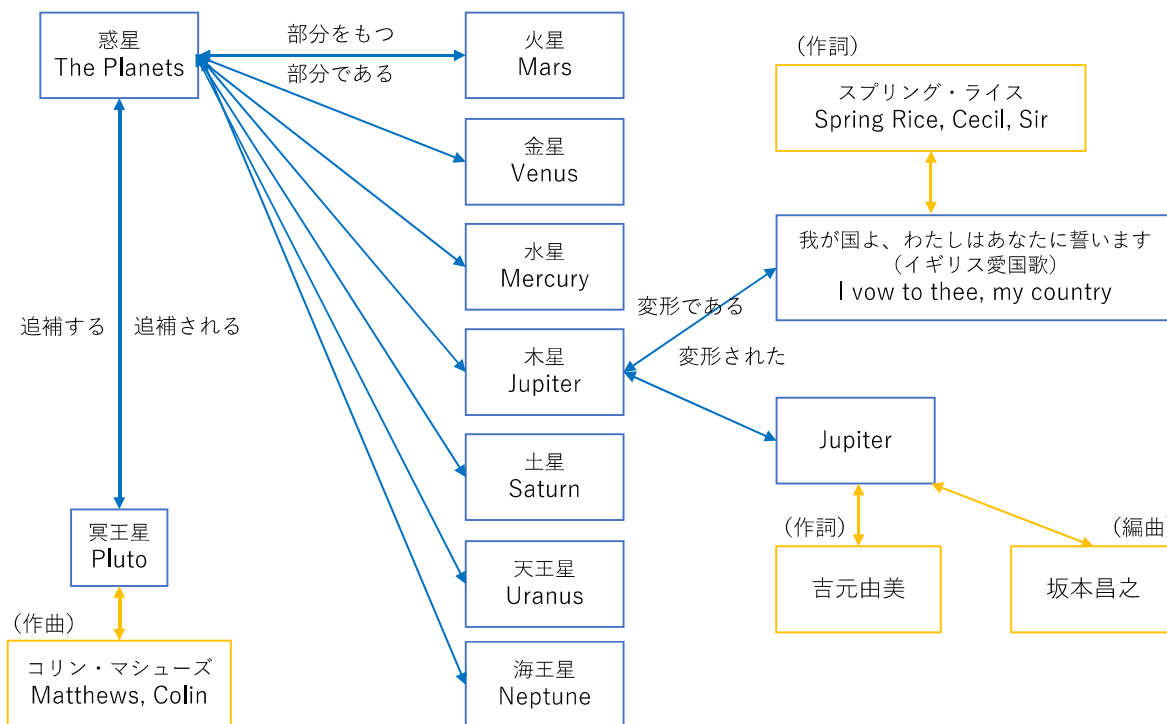 惑星
The Planets
部分をもつ
部分である
火星
Mars
金星
Venus
水星
Mercury
木星
Jupiter
土星
Saturn
天王星
Uranus
海王星
Neptune
追補する
追補される
冥王星
Pluto
（作曲）
コリン・マシューズ
Matthews, Colin
（作詞）
スプリング・ライス
Spring Rice, Cecil, Sir
我が国よ、わたしはあなたに誓います
（イギリス愛国歌）
I vow to thee, my country
変形である
変形された
Jupiter
（作詞）
吉元由美
（編曲）
坂本昌之